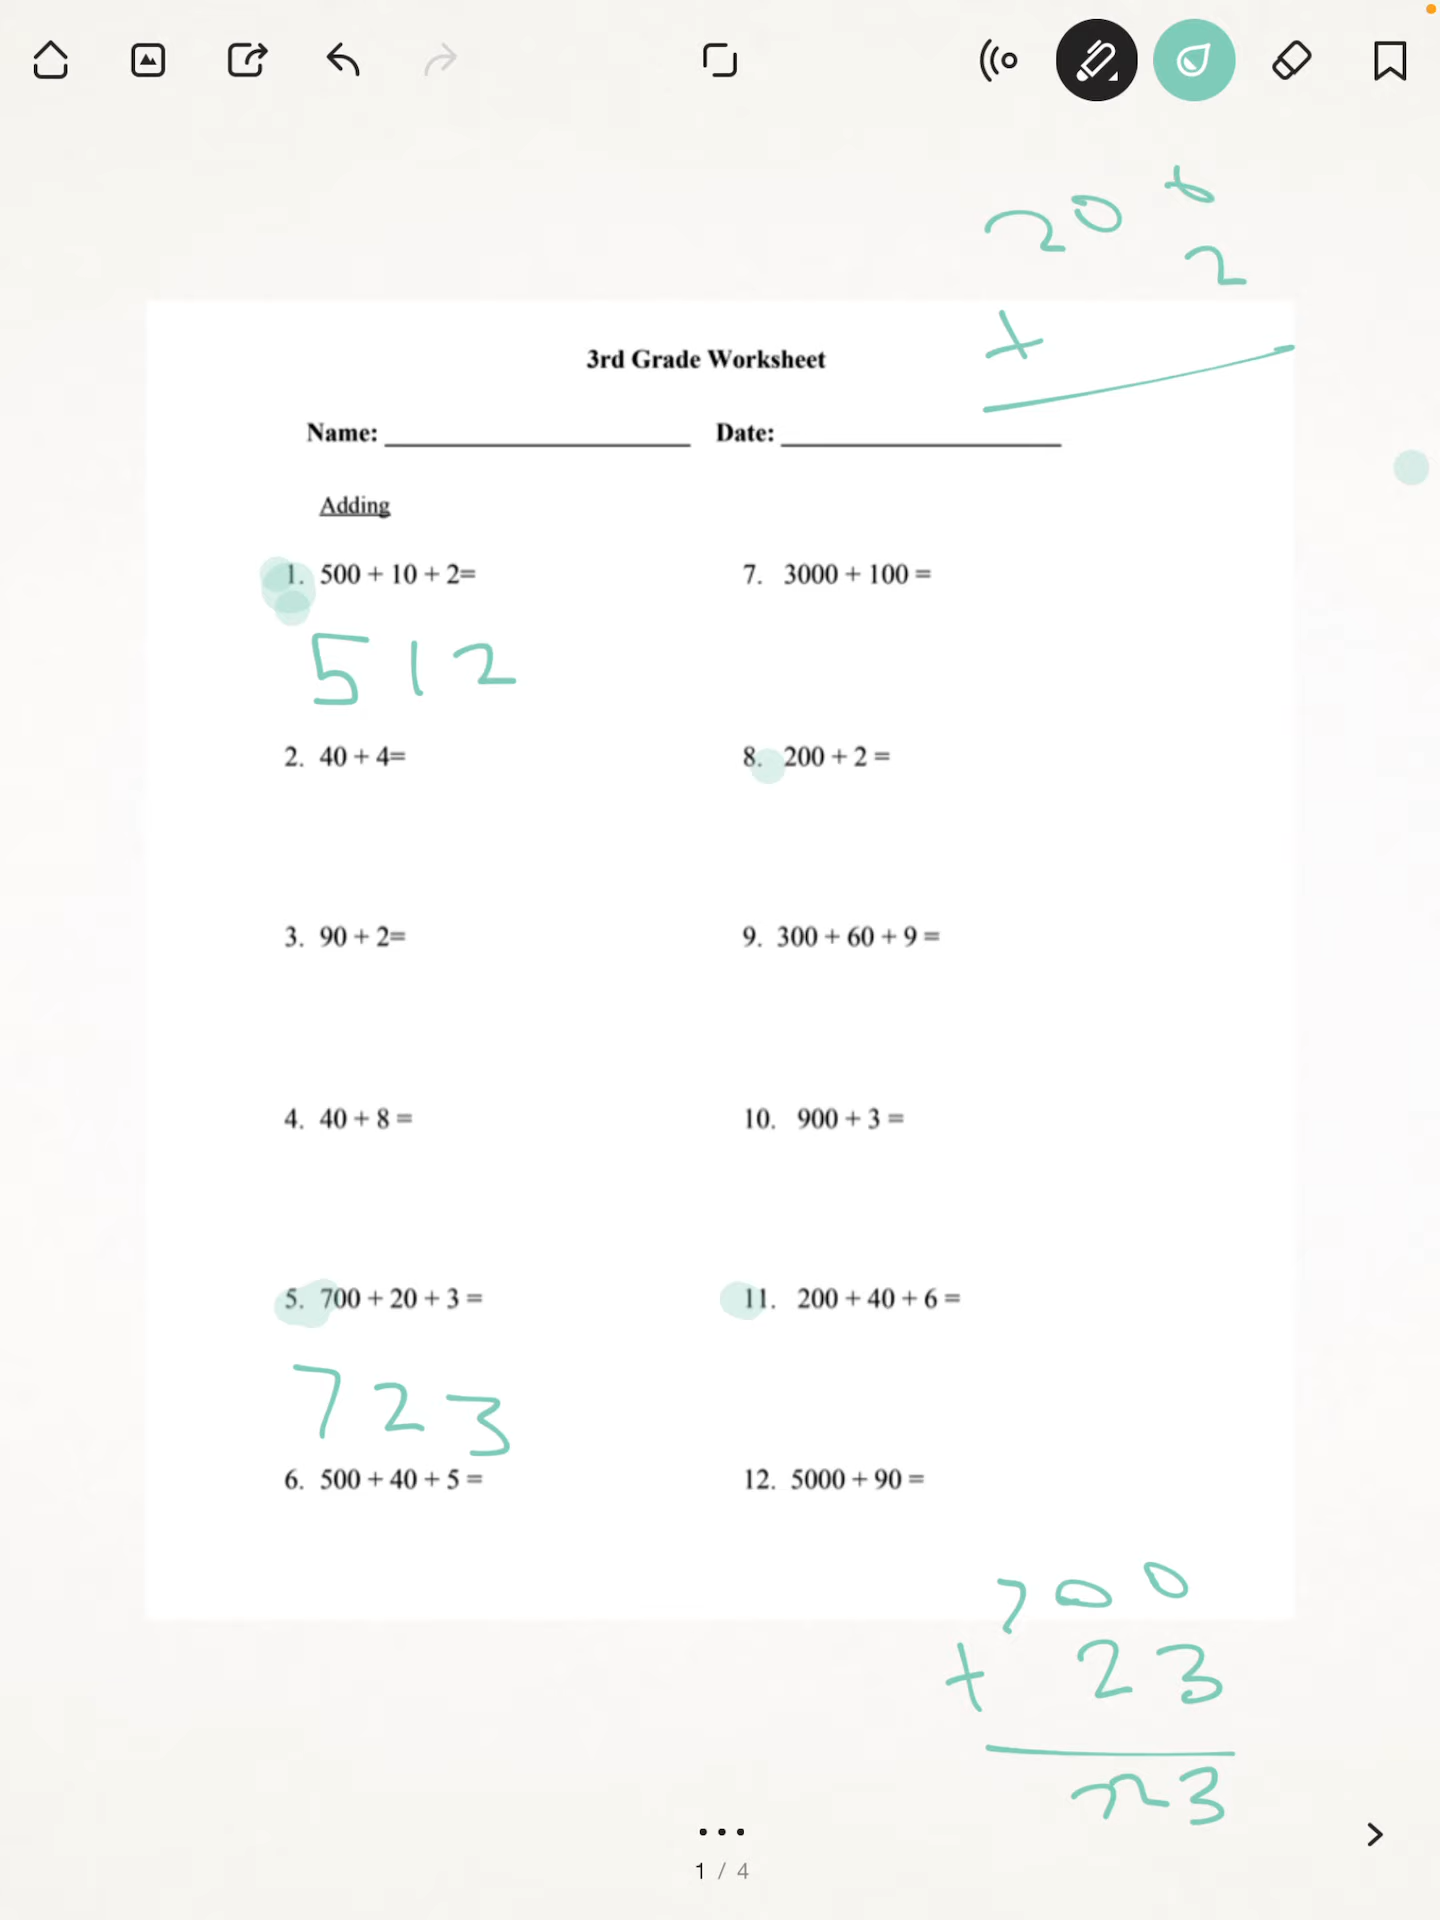 200
2
+
3rd Grade Worksheet
Name: ____________ Date: ____________
Adding
1. 500 + 10 + 2=
512
2. 40 + 4=
3. 90 + 2=
4. 40 + 8 =
5. 700 + 20 + 3 =
723
6. 500 + 40 + 5 =
7. 3000 + 100 =
8. 200 + 2 =
9. 300 + 60 + 9 =
10. 900 + 3 =
11. 200 + 40 + 6 =
12. 5000 + 90 =
700
+ 23
723
1 / 4